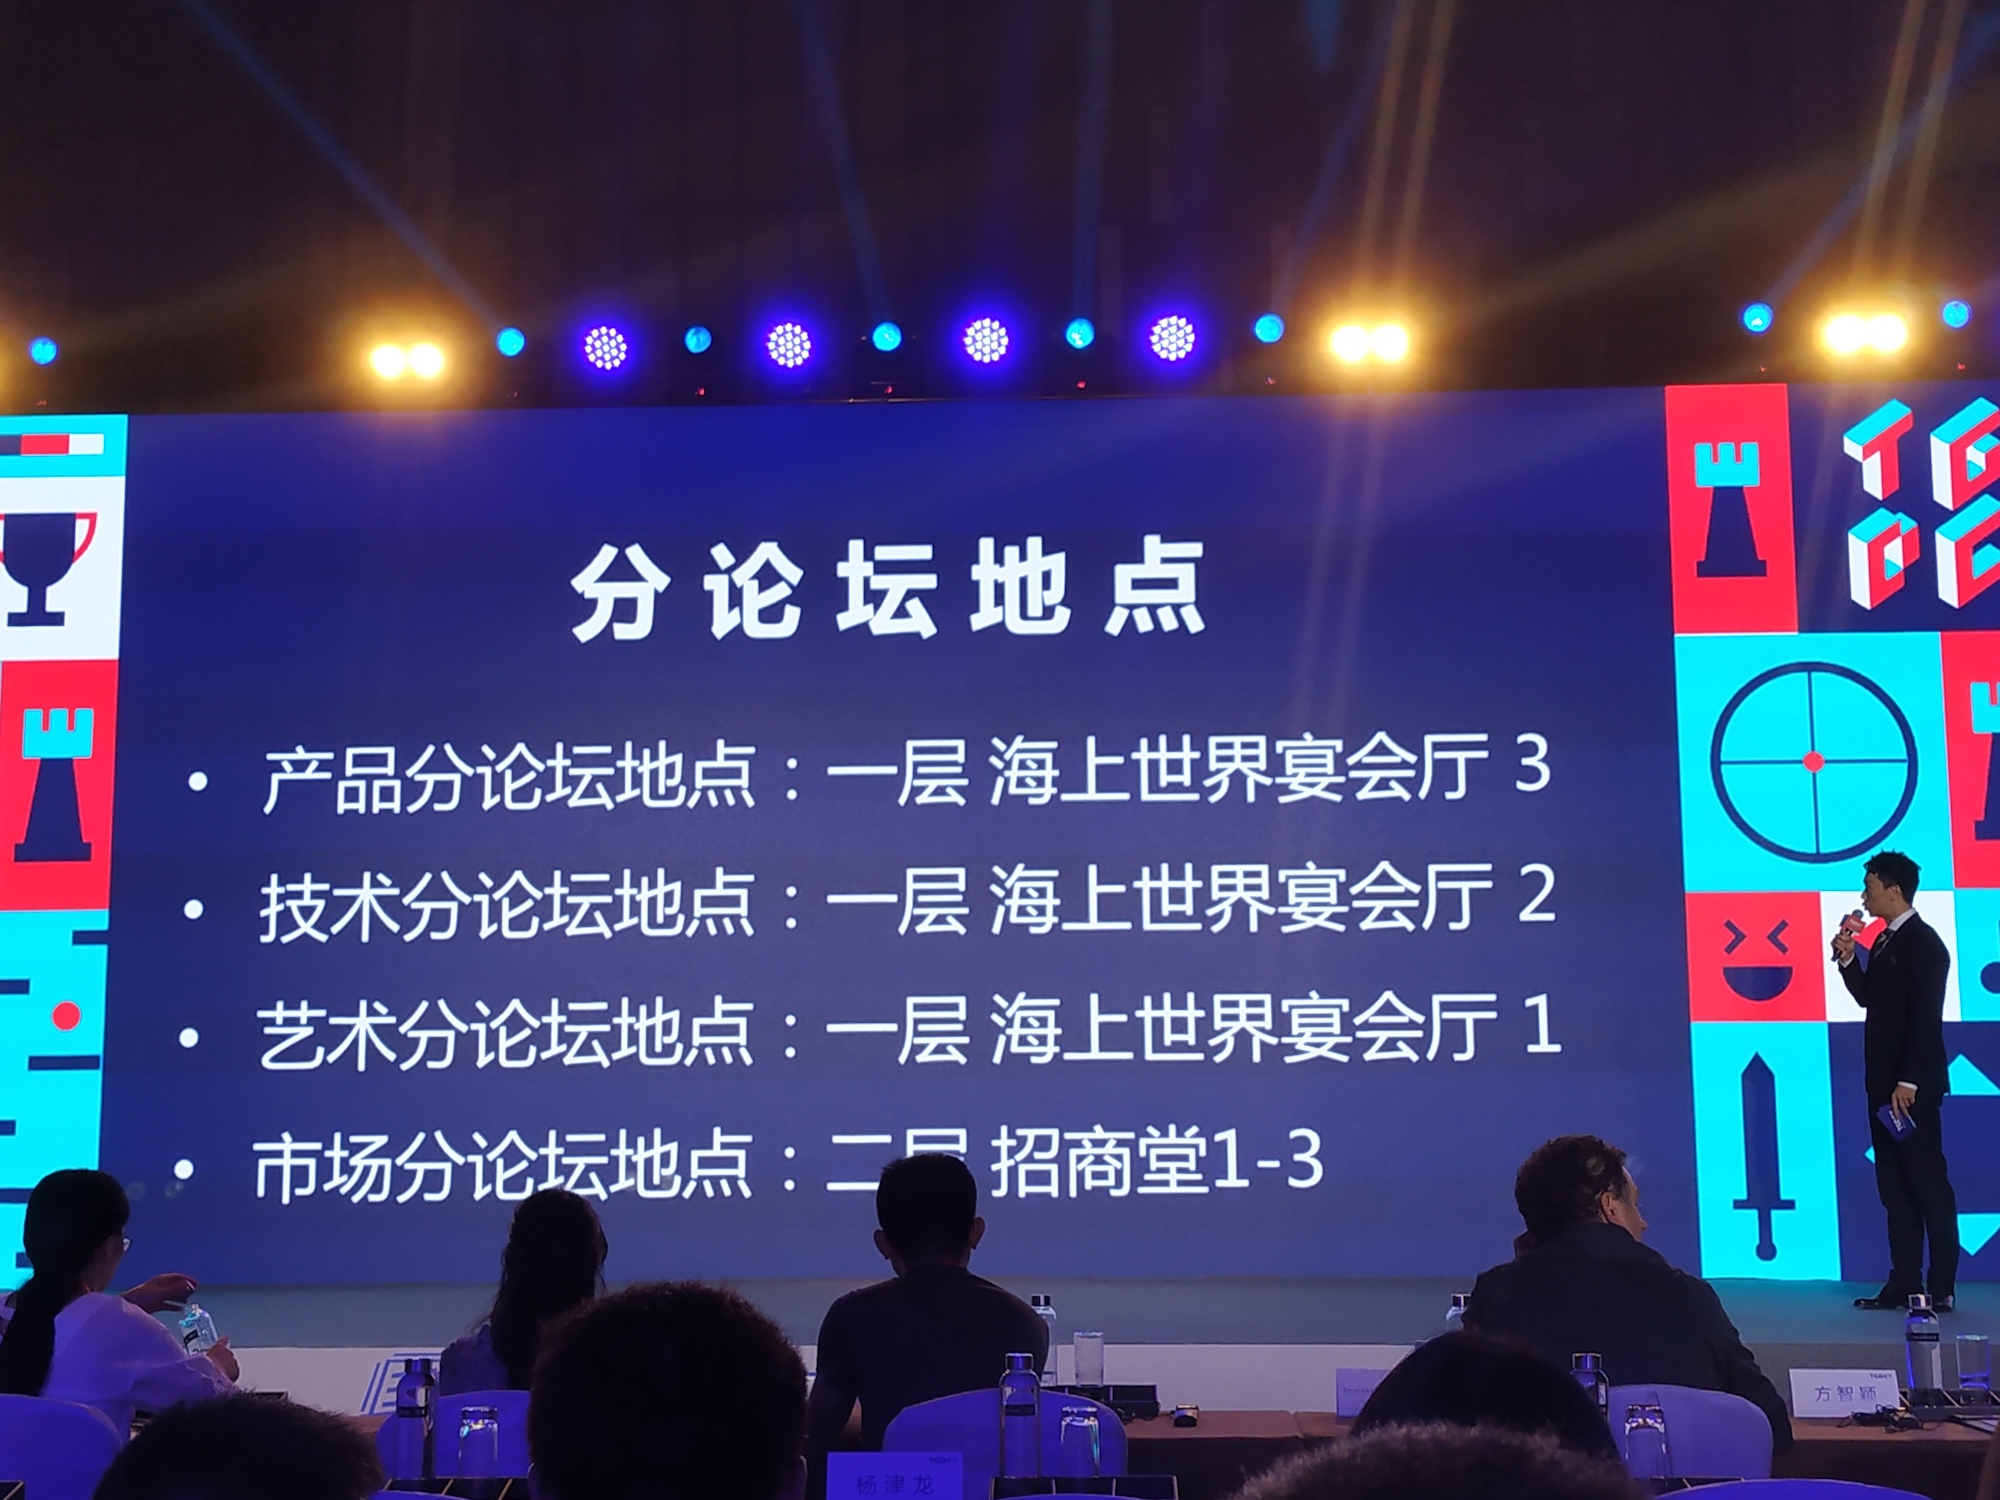 分论坛地点
• 产品分论坛地点：一层 海上世界宴会厅 3
• 技术分论坛地点：一层 海上世界宴会厅 2
• 艺术分论坛地点：一层 海上世界宴会厅 1
• 市场分论坛地点：二层 招商堂1-3
TG
DC
TGDC
方智颖
TGDC
杨津龙